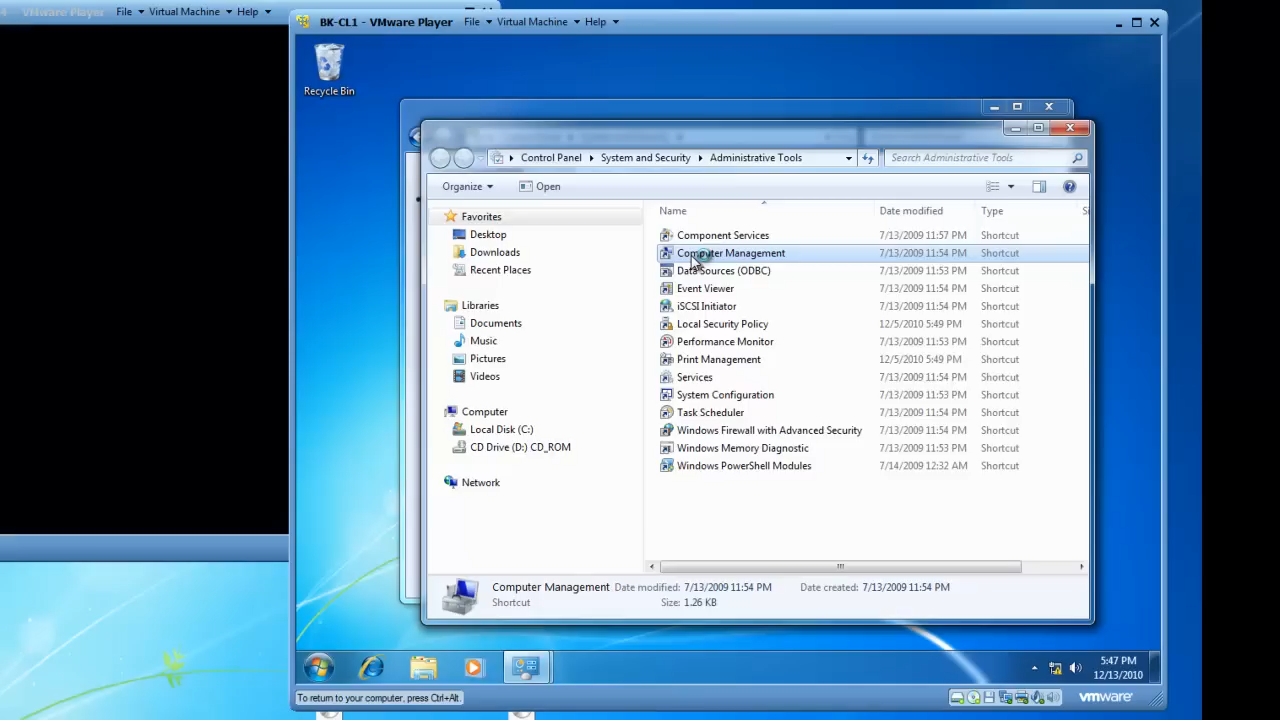 VMware Player File Virtual Machine Help
BK-CL1 - VMware Player File Virtual Machine Help
Recycle Bin
Control Panel System and Security Administrative Tools Search Administrative Tools
Organize Open
Name Date modified Type Si
Favorites
Desktop
Downloads
Recent Places
Libraries
Documents
Music
Pictures
Videos
Computer
Local Disk (C:)
CD Drive (D:) CD_ROM
Network
Component Services 7/13/2009 11:57 PM Shortcut
Computer Management 7/13/2009 11:54 PM Shortcut
Data Sources (ODBC) 7/13/2009 11:53 PM Shortcut
Event Viewer 7/13/2009 11:54 PM Shortcut
iSCSI Initiator 7/13/2009 11:54 PM Shortcut
Local Security Policy 12/5/2010 5:49 PM Shortcut
Performance Monitor 7/13/2009 11:53 PM Shortcut
Print Management 12/5/2010 5:49 PM Shortcut
Services 7/13/2009 11:54 PM Shortcut
System Configuration 7/13/2009 11:53 PM Shortcut
Task Scheduler 7/13/2009 11:54 PM Shortcut
Windows Firewall with Advanced Security 7/13/2009 11:54 PM Shortcut
Windows Memory Diagnostic 7/13/2009 11:53 PM Shortcut
Windows PowerShell Modules 7/14/2009 12:32 AM Shortcut
Computer Management Date modified: 7/13/2009 11:54 PM Date created: 7/13/2009 11:54 PM
Shortcut Size: 1.26 KB
5:47 PM
12/13/2010
To return to your computer, press Ctrl+Alt.
vmware